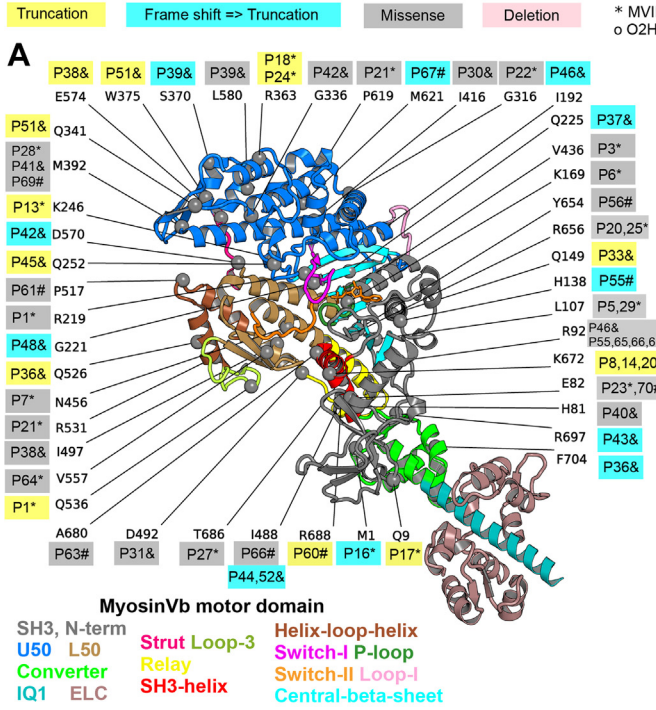 Truncation
Frame shift => Truncation
Missense
Deletion
* MVI
o O2H
A
P38& P51& P39& P39& P18* P24* P42& P21* P67# P30& P22* P46&
E574 W375 S370 L580 R363 G336 P619 M621 I416 G316 I192
P51& Q341
P28*
P41& M392
P69#
P13* K246
P42& D570
P45& Q252
P61# P517
P1* R219
P48& G221
P36& Q526
P7* N456
P21* R531
P38& I497
P64* V557
P1* Q536
Q225 P37&
V436 P3*
K169 P6*
Y654 P56#
R656 P20,25*
Q149 P33&
H138 P55#
L107 P5,29*
R92 P46&
P55,65,66,6
K672 P8,14,20
E82 P23*,70#
H81 P40&
R697 P43&
F704 P36&
A680 D492 T686 I488 R688 M1 Q9
P63# P31& P27* P66# P60# P16* P17*
P44,52&
MyosinVb motor domain
SH3, N-term
U50 L50
Converter
IQ1 ELC
Strut Loop-3
Relay
SH3-helix
Helix-loop-helix
Switch-I P-loop
Switch-II Loop-I
Central-beta-sheet